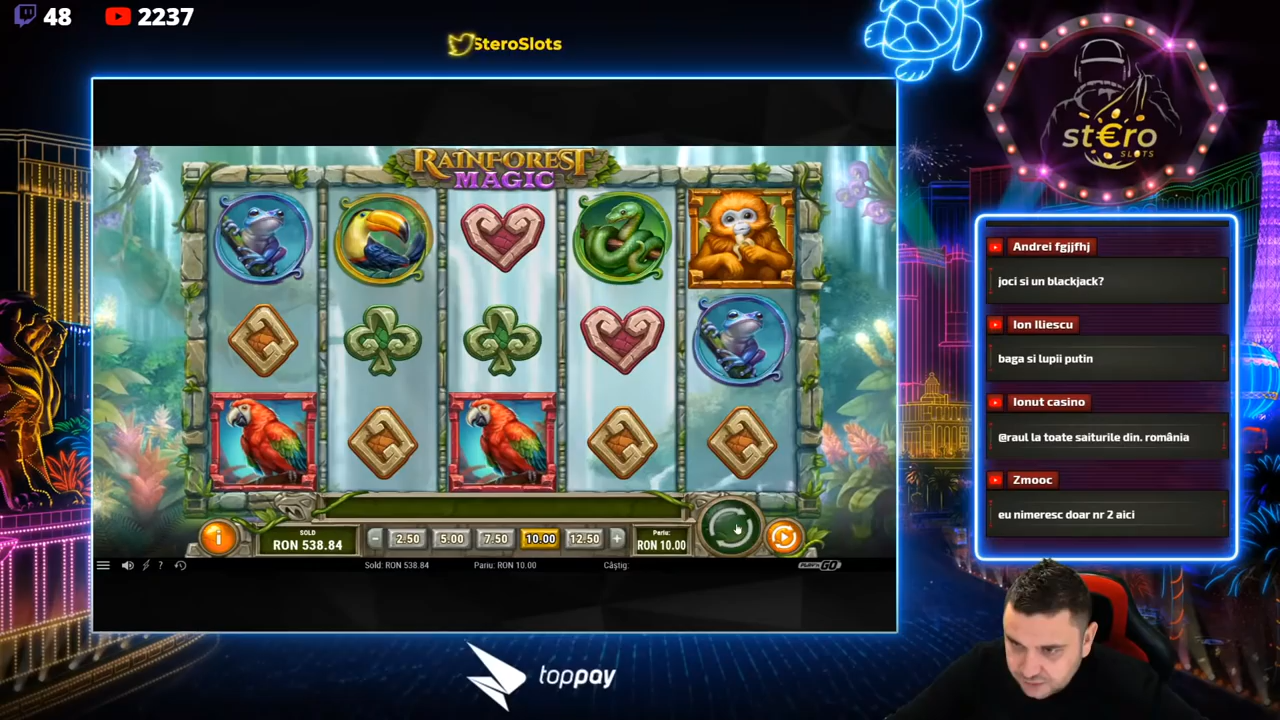 48
2237
SteroSlots
st€ro
SLOTS
RAINFOREST
MAGIC
Andrei fgjjfhj
joci si un blackjack?
Ion Iliescu
baga si lupii putin
Ionut casino
@raul la toate saiturile din. românia
Zmooc
eu nimeresc doar nr 2 aici
i
SOLD
RON 538.84
- 2.50 5.00 7.50 10.00 12.50 +
Pariu:
RON 10.00
? Sold: RON 538.84 Pariu: RON 10.00 Câştig: PLAY'N GO
toppay